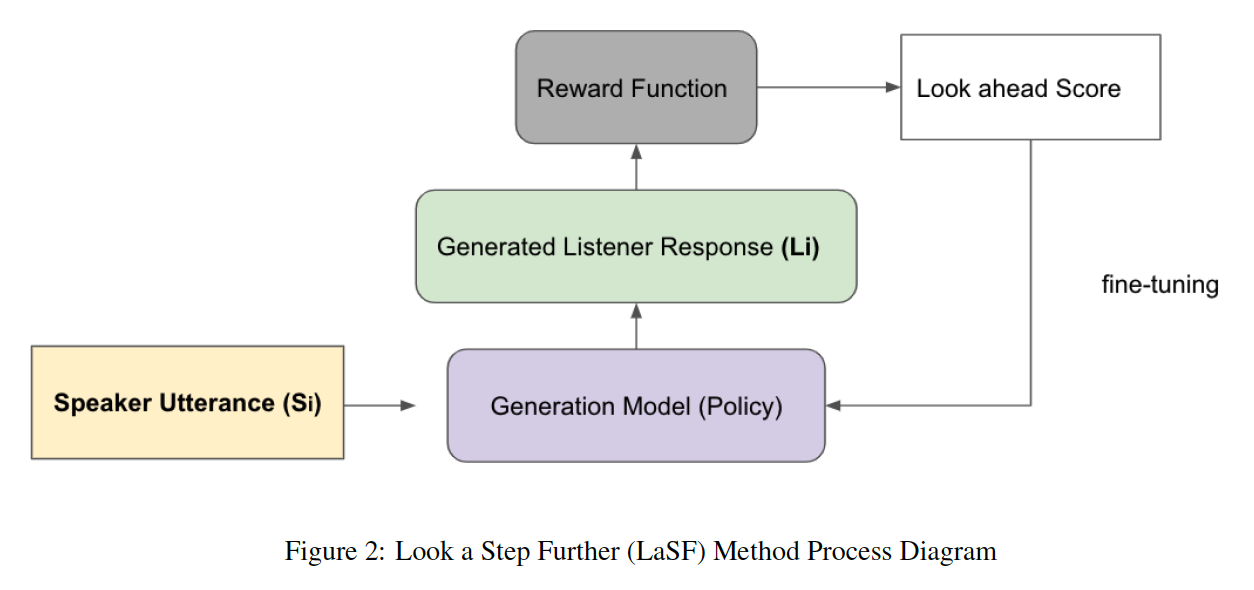 Reward Function
Look ahead Score
Generated Listener Response (Li)
fine-tuning
Speaker Utterance (Si)
Generation Model (Policy)
Figure 2: Look a Step Further (LaSF) Method Process Diagram